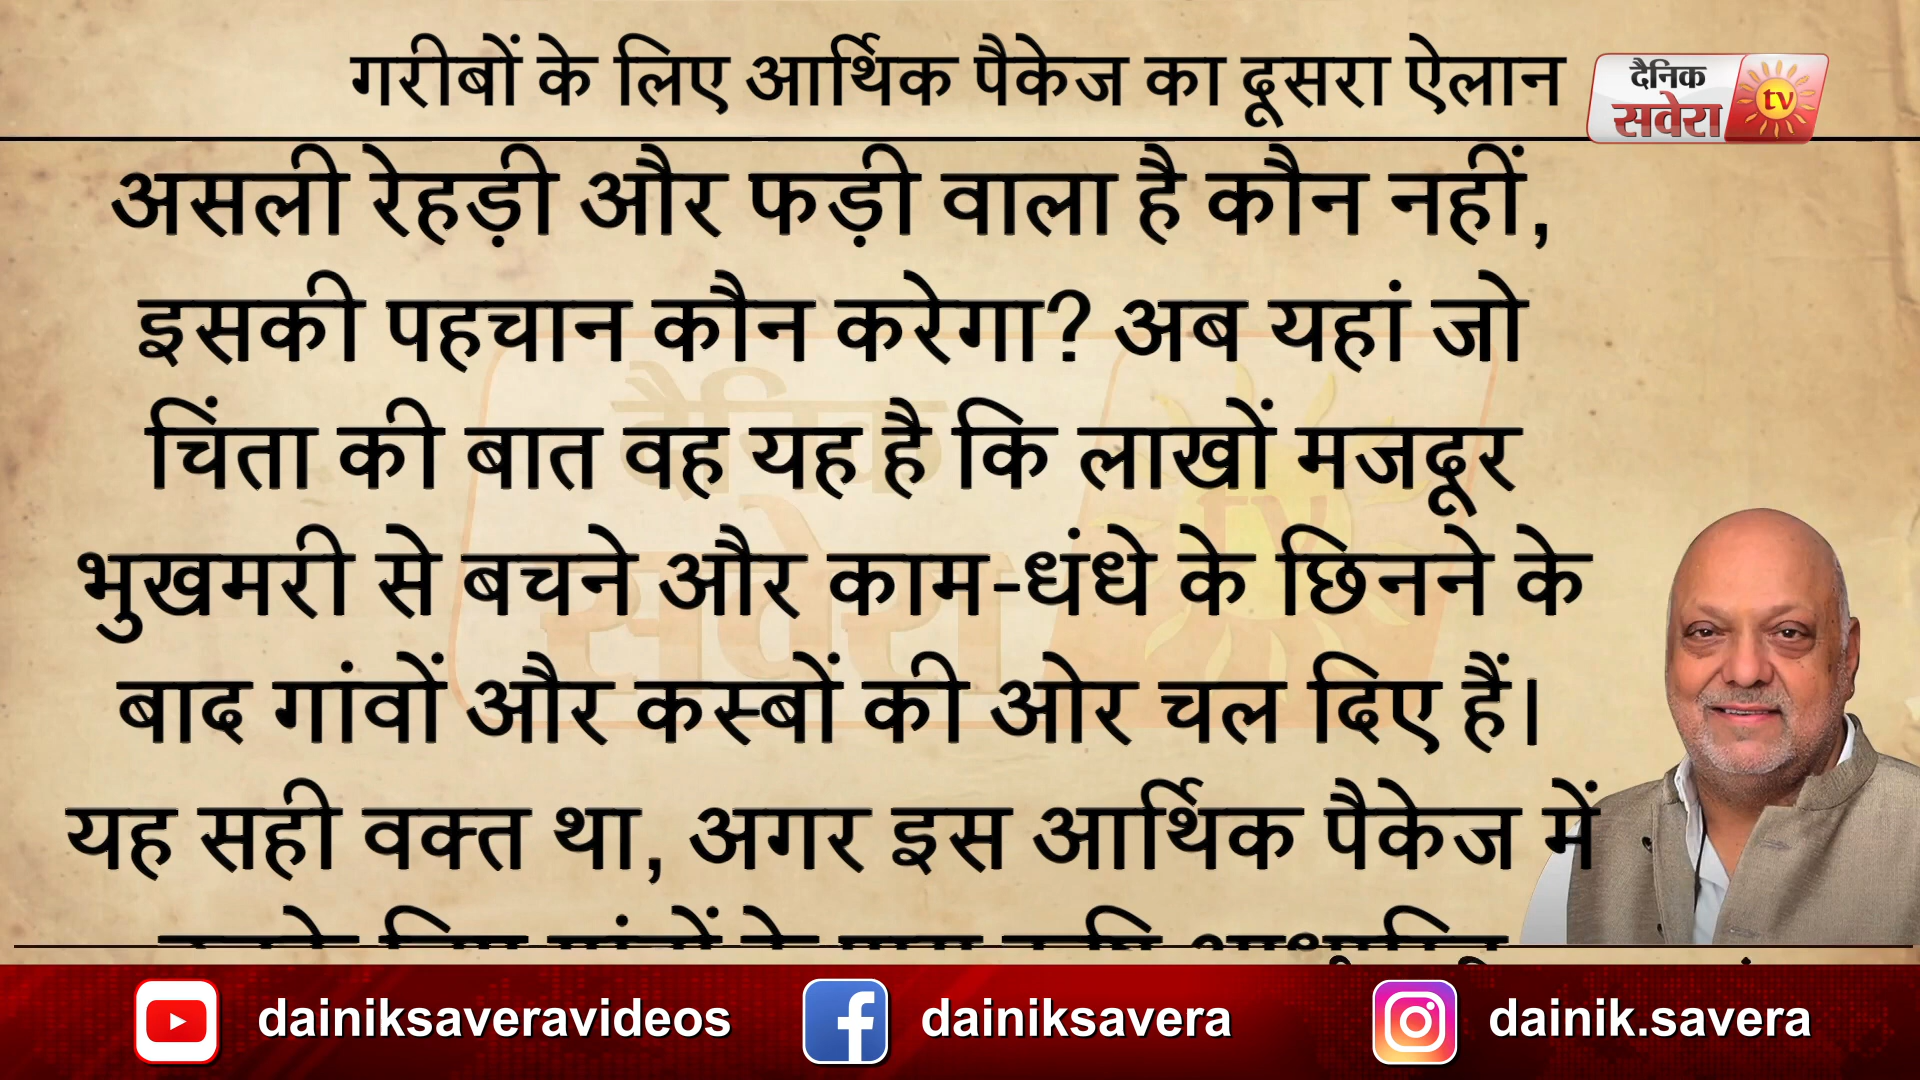 गरीबों के लिए आर्थिक पैकेज का दूसरा ऐलान
दैनिक
सवेरा
tv
असली रेहड़ी और फड़ी वाला है कौन नहीं,
इसकी पहचान कौन करेगा? अब यहां जो
चिंता की बात वह यह है कि लाखों मजदूर
भुखमरी से बचने और काम-धंधे के छिनने के
बाद गांवों और कस्बों की ओर चल दिए हैं।
यह सही वक्त था, अगर इस आर्थिक पैकेज में
dainiksaveravideos
dainiksavera
dainik.savera